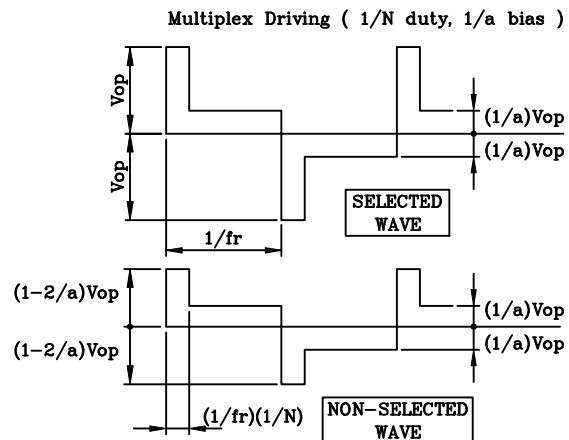 Multiplex Driving ( 1/N duty, 1/a bias )
Vop
Vop
(1/a)Vop
(1/a)Vop
SELECTED
WAVE
1/fr
(1-2/a)Vop
(1-2/a)Vop
(1/a)Vop
(1/a)Vop
(1/fr)(1/N)
NON-SELECTED
WAVE